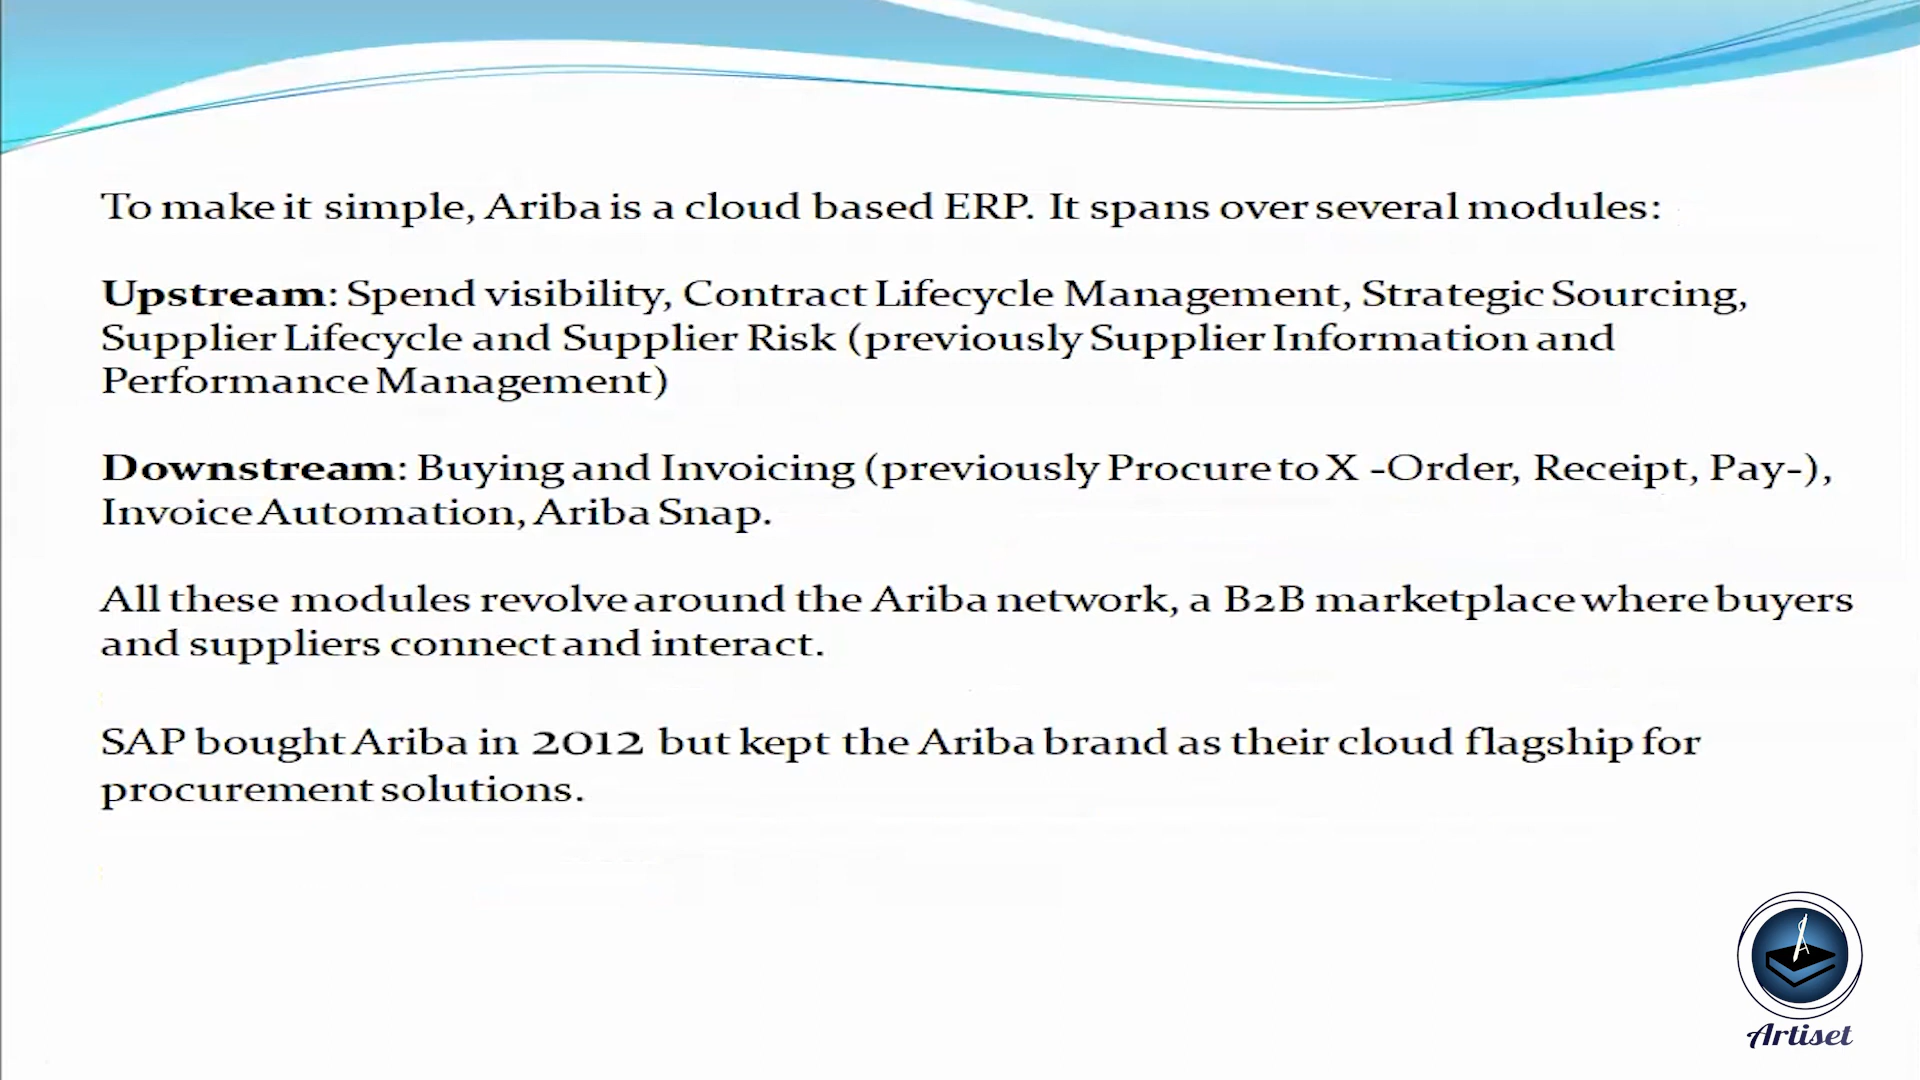 To make it simple, Ariba is a cloud based ERP. It spans over several modules:
Upstream: Spend visibility, Contract Lifecycle Management, Strategic Sourcing,
Supplier Lifecycle and Supplier Risk (previously Supplier Information and
Performance Management)
Downstream: Buying and Invoicing (previously Procure to X -Order, Receipt, Pay-),
Invoice Automation, Ariba Snap.
All these modules revolve around the Ariba network, a B2B marketplace where buyers
and suppliers connect and interact.
SAP bought Ariba in 2012 but kept the Ariba brand as their cloud flagship for
procurement solutions.
Artiset